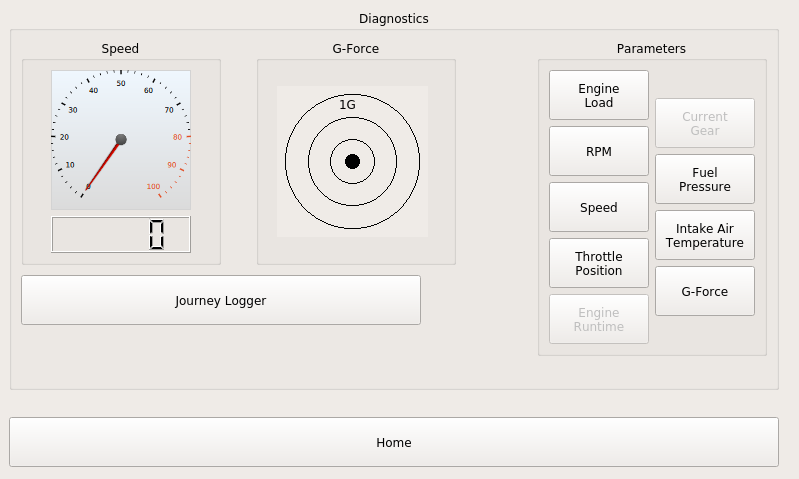 Diagnostics
Speed
G-Force
Parameters
50
40
60
30
70
20
80
10
90
0
100
0
1G
Engine
Load
RPM
Speed
Throttle
Position
Engine
Runtime
Current
Gear
Fuel
Pressure
Intake Air
Temperature
G-Force
Journey Logger
Home